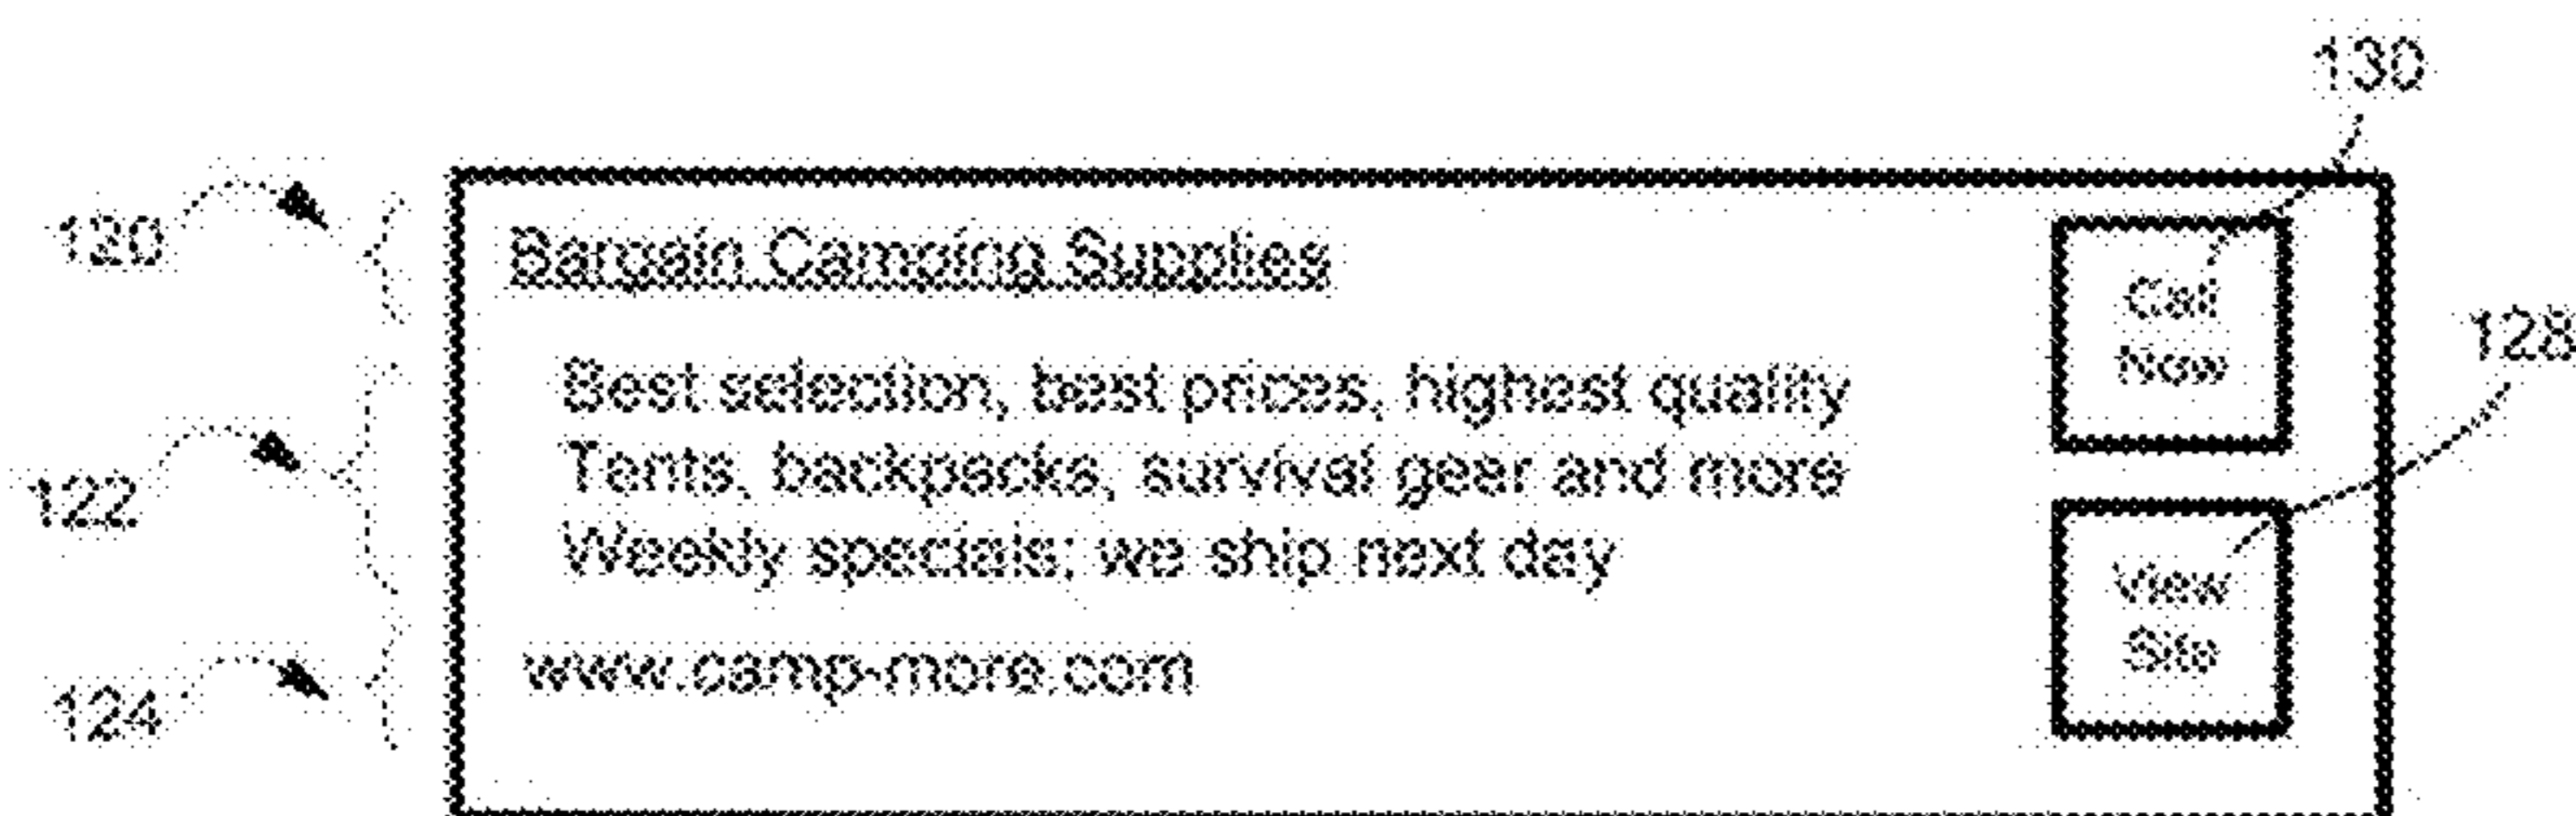 130
120
Bargain Camping Supplies
Call
Now
128
Best selection, best prices, highest quality
Tents, backpacks, survival gear and more
Weekly specials; we ship next day
122
View
Site
www.camp-more.com
124